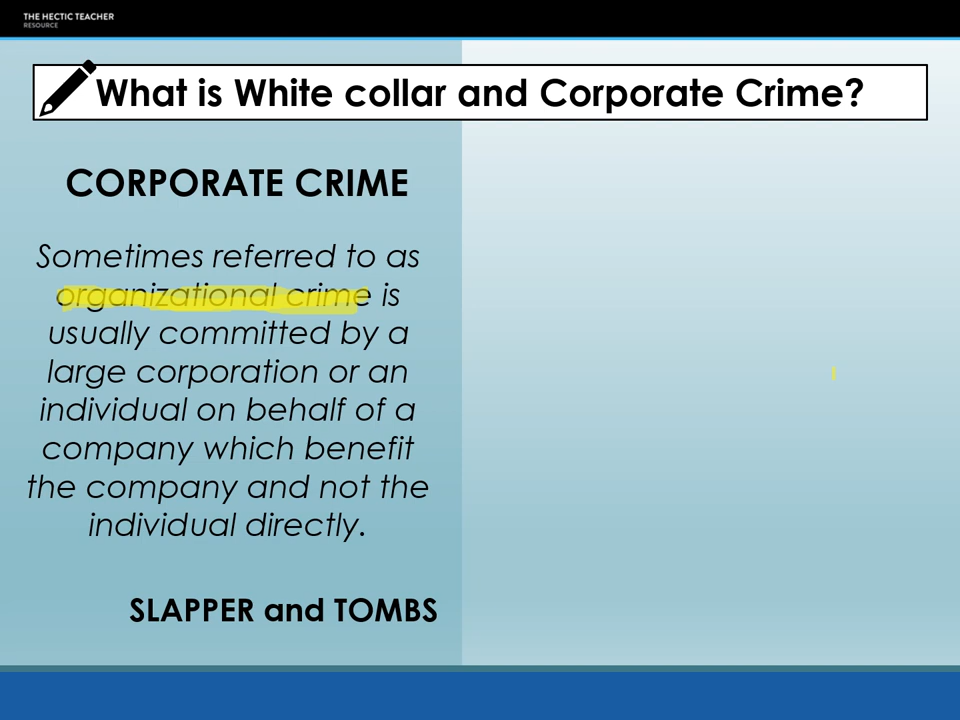 THE HECTIC TEACHER
RESOURCE
What is White collar and Corporate Crime?
CORPORATE CRIME
Sometimes referred to as
organizational crime is
usually committed by a
large corporation or an
individual on behalf of a
company which benefit
the company and not the
individual directly.
SLAPPER and TOMBS